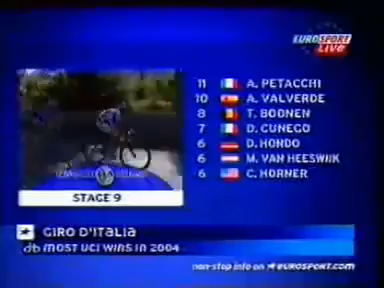 EUROSPORT
LIVE
11 A. PETACCHI
10 A. VALVERDE
8 T. BOONEN
7 D. CUNEGO
6 D. HONDO
6 M. VAN HEESWIJK
6 C. HORNER
STAGE 9
GIRO D'ITALIA
MOST UCI WINS IN 2004
non-stop info on EUROSPORT.COM